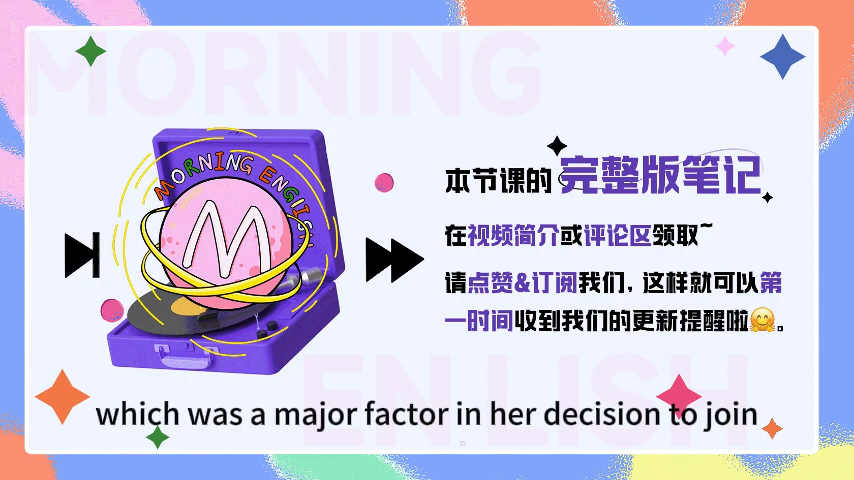 MORNING
MORNING ENGLISH
M
本节课的 完整版笔记
在视频简介或评论区领取~
请点赞&订阅我们, 这样就可以第
一时间收到我们的更新提醒啦🤗。
EN LISH
which was a major factor in her decision to join